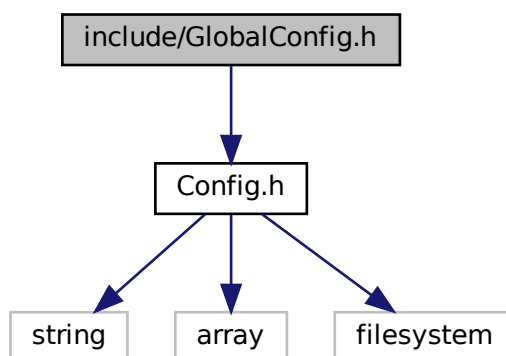 include/GlobalConfig.h
Config.h
string
array
filesystem